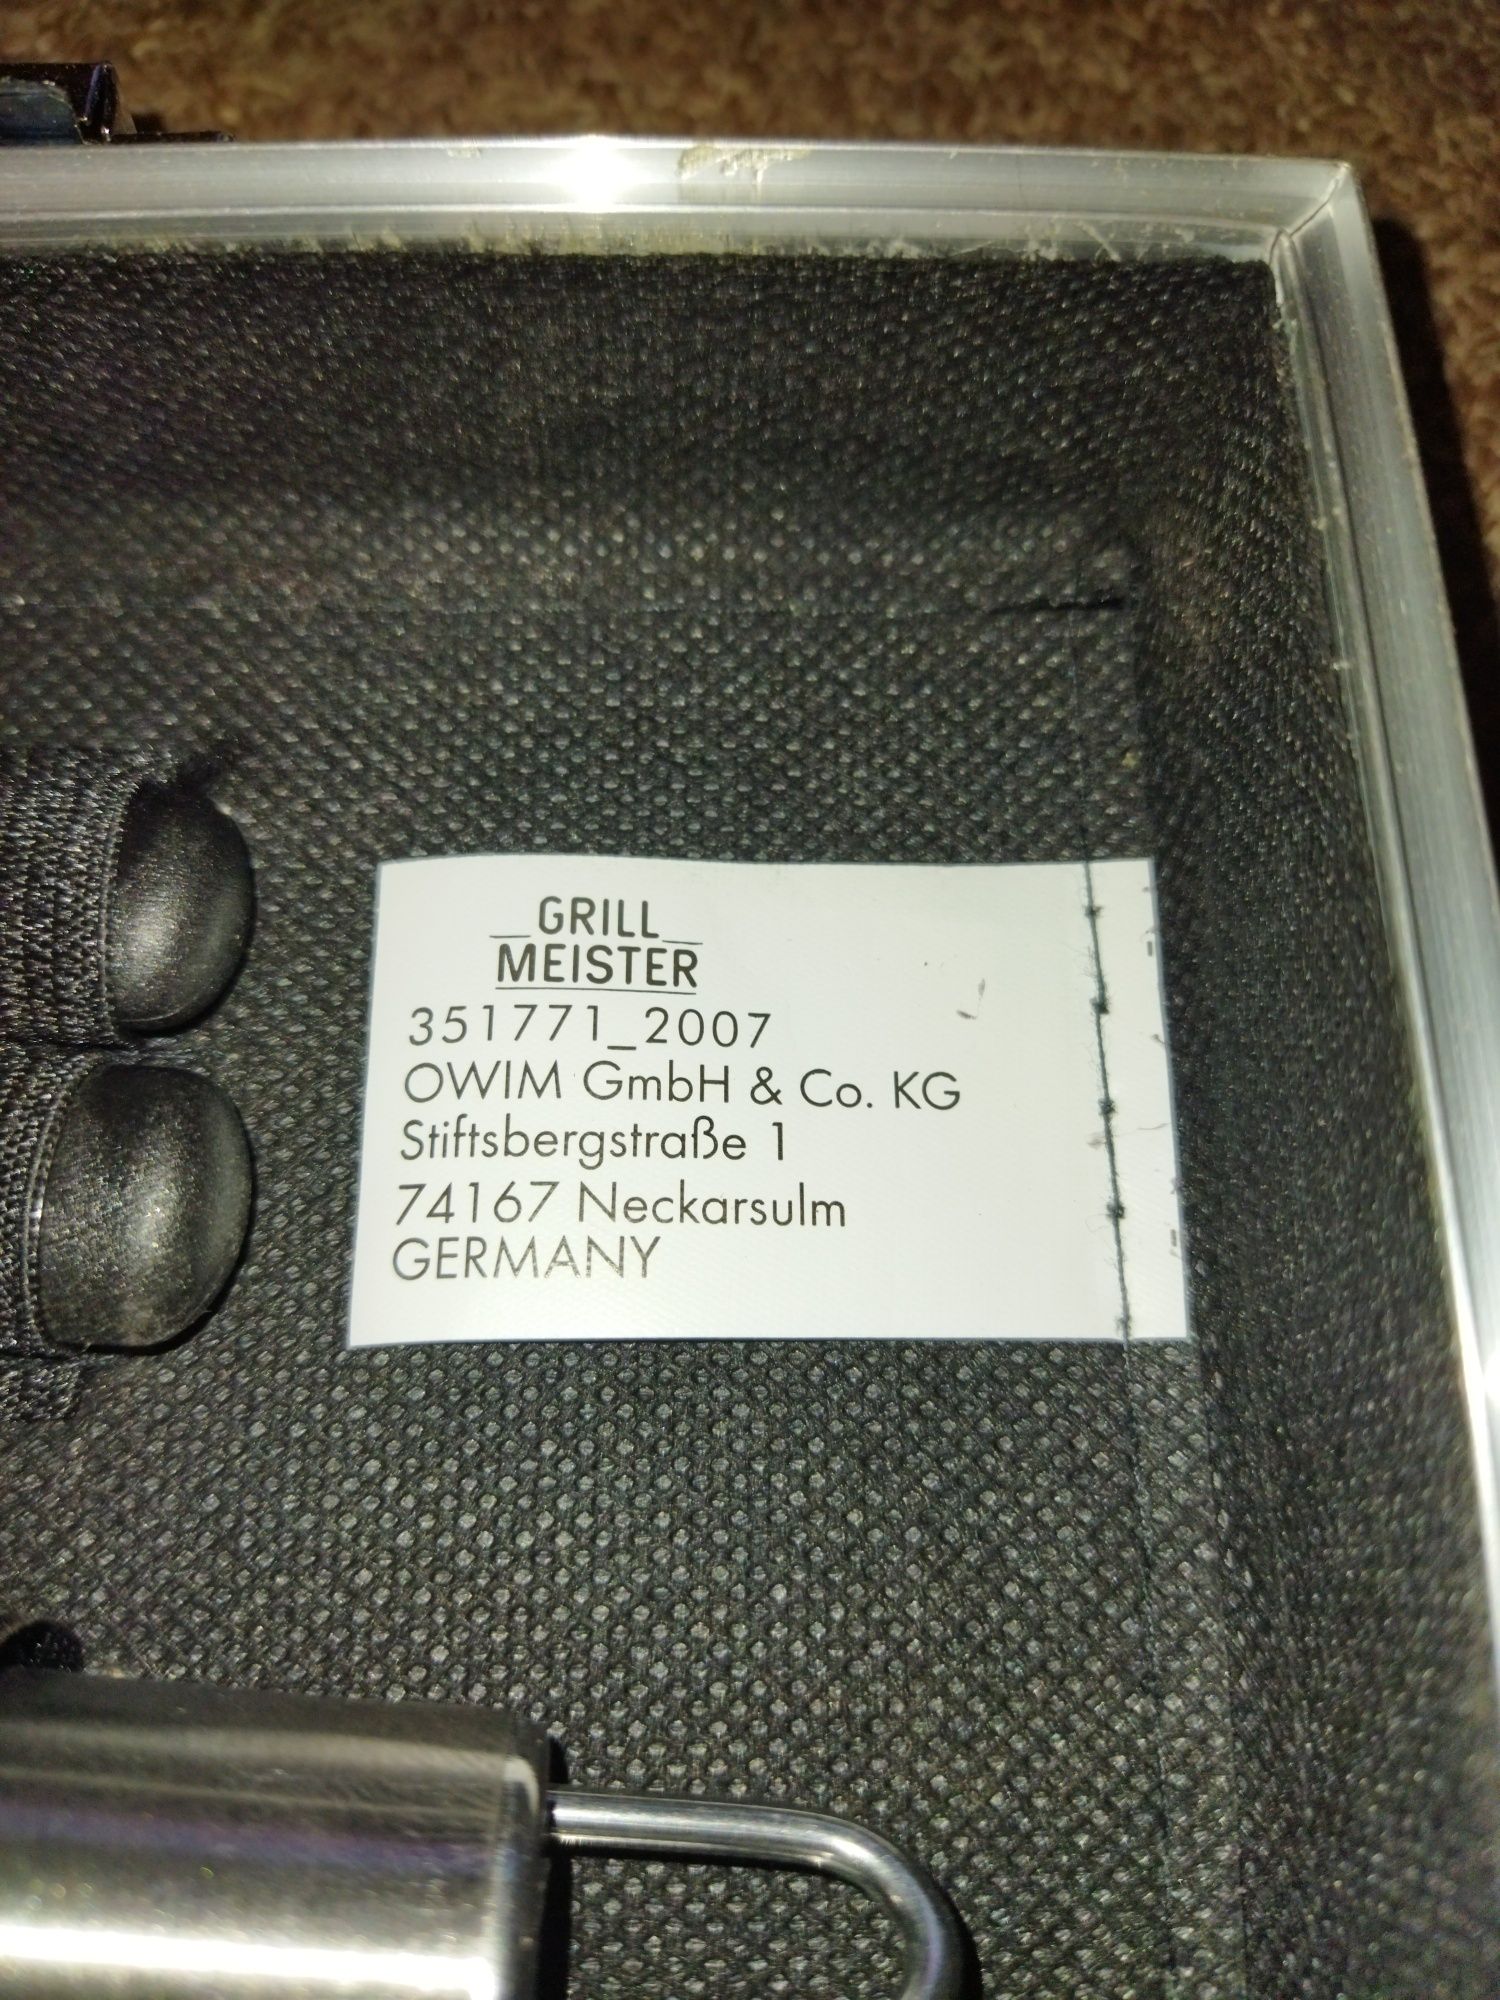 GRILL
MEISTER
351771_2007
OWIM GmbH & Co. KG
Stiftsbergstraße 1
74167 Neckarsulm
GERMANY